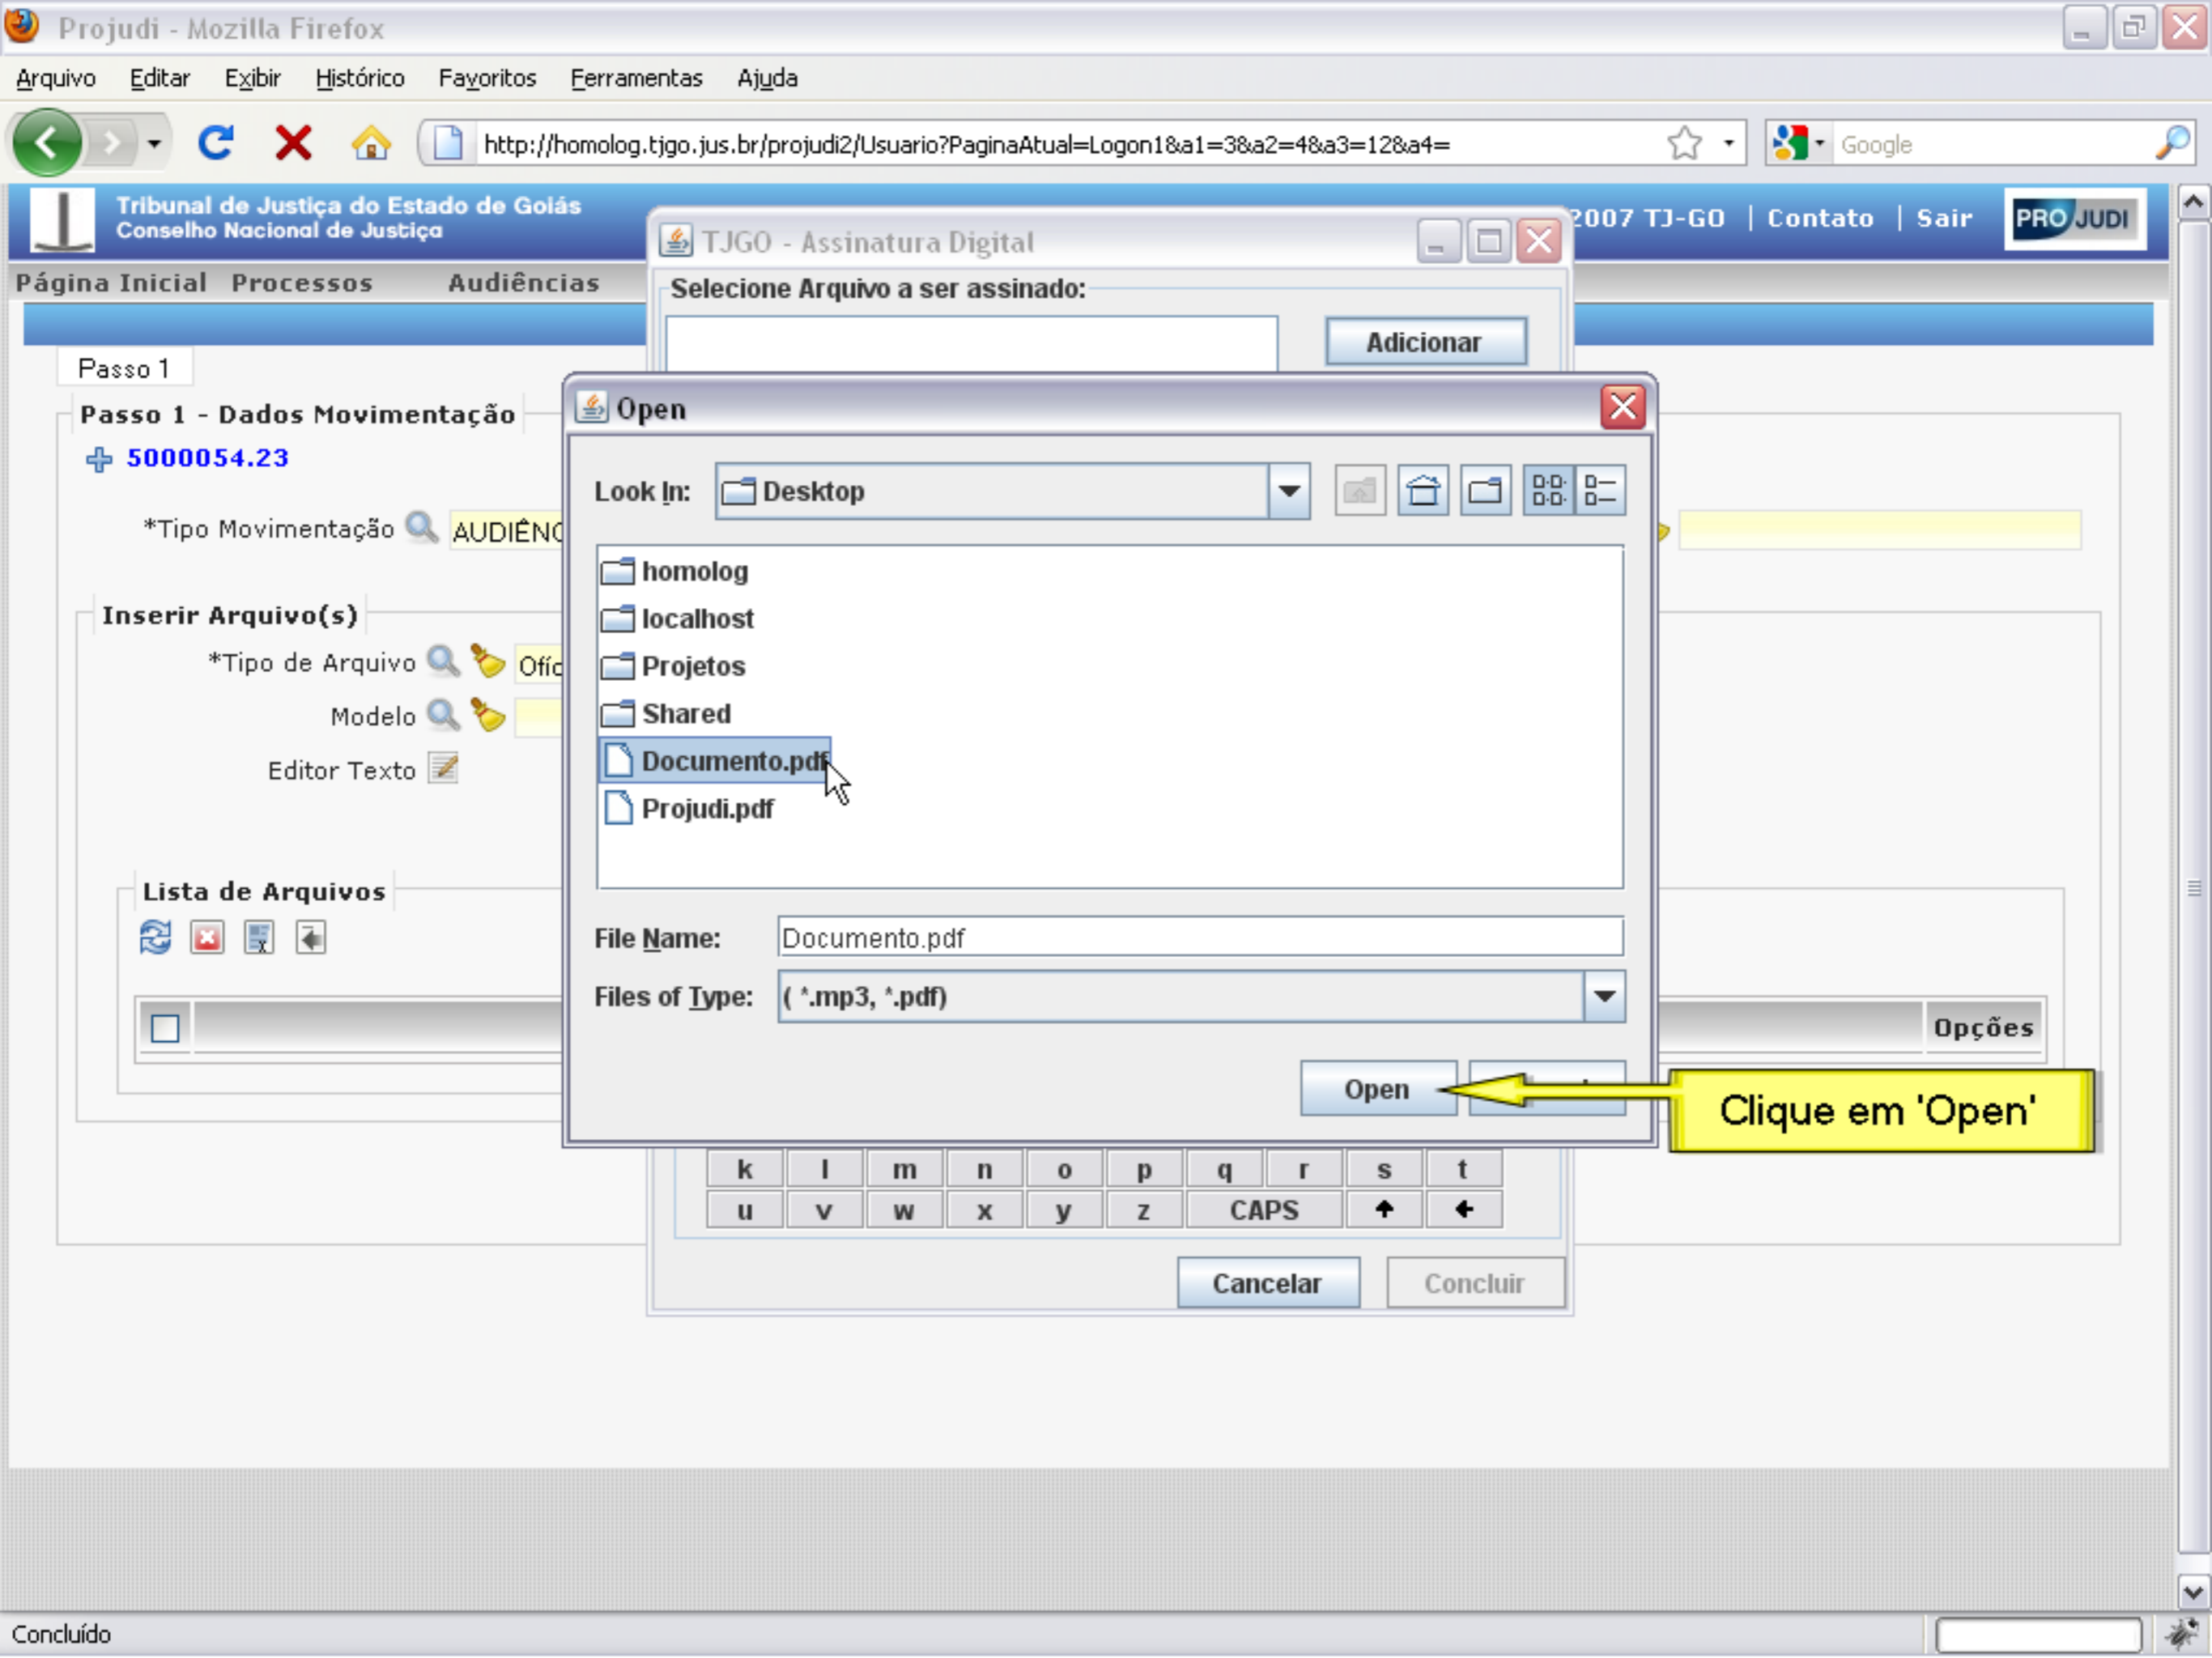 Projudi - Mozilla Firefox
Arquivo Editar Exibir Histórico Favoritos Ferramentas Ajuda
http://homolog.tjgo.jus.br/projudi2/Usuario?PaginaAtual=Logon1&a1=3&a2=4&a3=12&a4=
Google
Tribunal de Justiça do Estado de Goiás
Conselho Nacional de Justiça
2007 TJ-GO | Contato | Sair
PROJUDI
TJGO - Assinatura Digital
Página Inicial Processos Audiências
Selecione Arquivo a ser assinado:
Adicionar
Passo 1
Passo 1 - Dados Movimentação
5000054.23
*Tipo Movimentação
AUDIÊNC
Inserir Arquivo(s)
*Tipo de Arquivo
Ofíc
Modelo
Editor Texto
Lista de Arquivos
Opções
Open
Look In: Desktop
homolog
localhost
Projetos
Shared
Documento.pdf
Projudi.pdf
File Name: Documento.pdf
Files of Type: ( *.mp3, *.pdf)
Open
Clique em 'Open'
k l m n o p q r s t
u v w x y z CAPS
Cancelar Concluir
Concluído